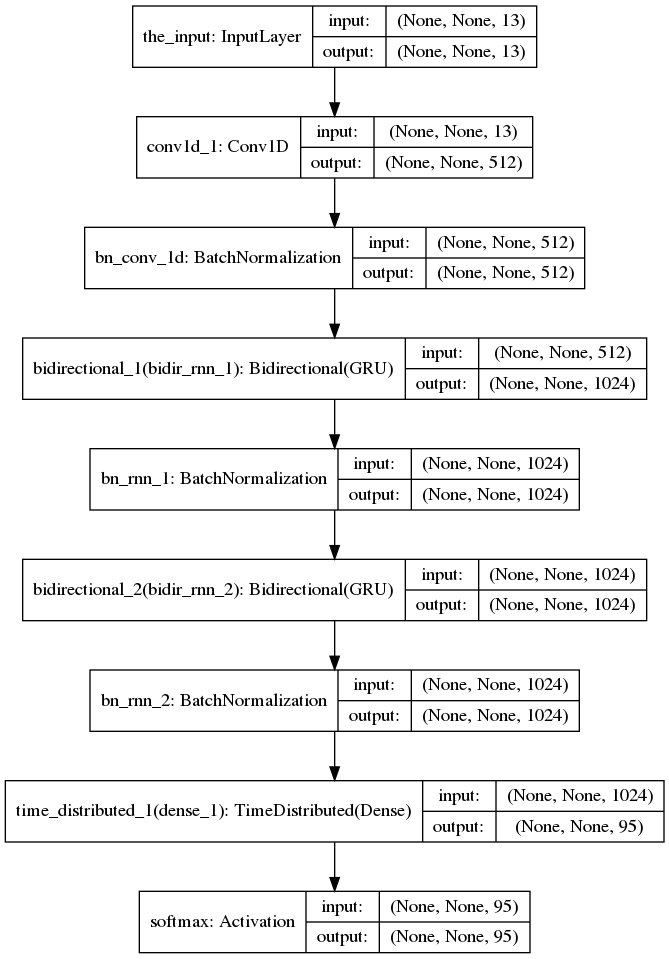 the_input: InputLayer
input: (None, None, 13)
output: (None, None, 13)
conv1d_1: Conv1D
input: (None, None, 13)
output: (None, None, 512)
bn_conv_1d: BatchNormalization
input: (None, None, 512)
output: (None, None, 512)
bidirectional_1(bidir_rnn_1): Bidirectional(GRU)
input: (None, None, 512)
output: (None, None, 1024)
bn_rnn_1: BatchNormalization
input: (None, None, 1024)
output: (None, None, 1024)
bidirectional_2(bidir_rnn_2): Bidirectional(GRU)
input: (None, None, 1024)
output: (None, None, 1024)
bn_rnn_2: BatchNormalization
input: (None, None, 1024)
output: (None, None, 1024)
time_distributed_1(dense_1): TimeDistributed(Dense)
input: (None, None, 1024)
output: (None, None, 95)
softmax: Activation
input: (None, None, 95)
output: (None, None, 95)